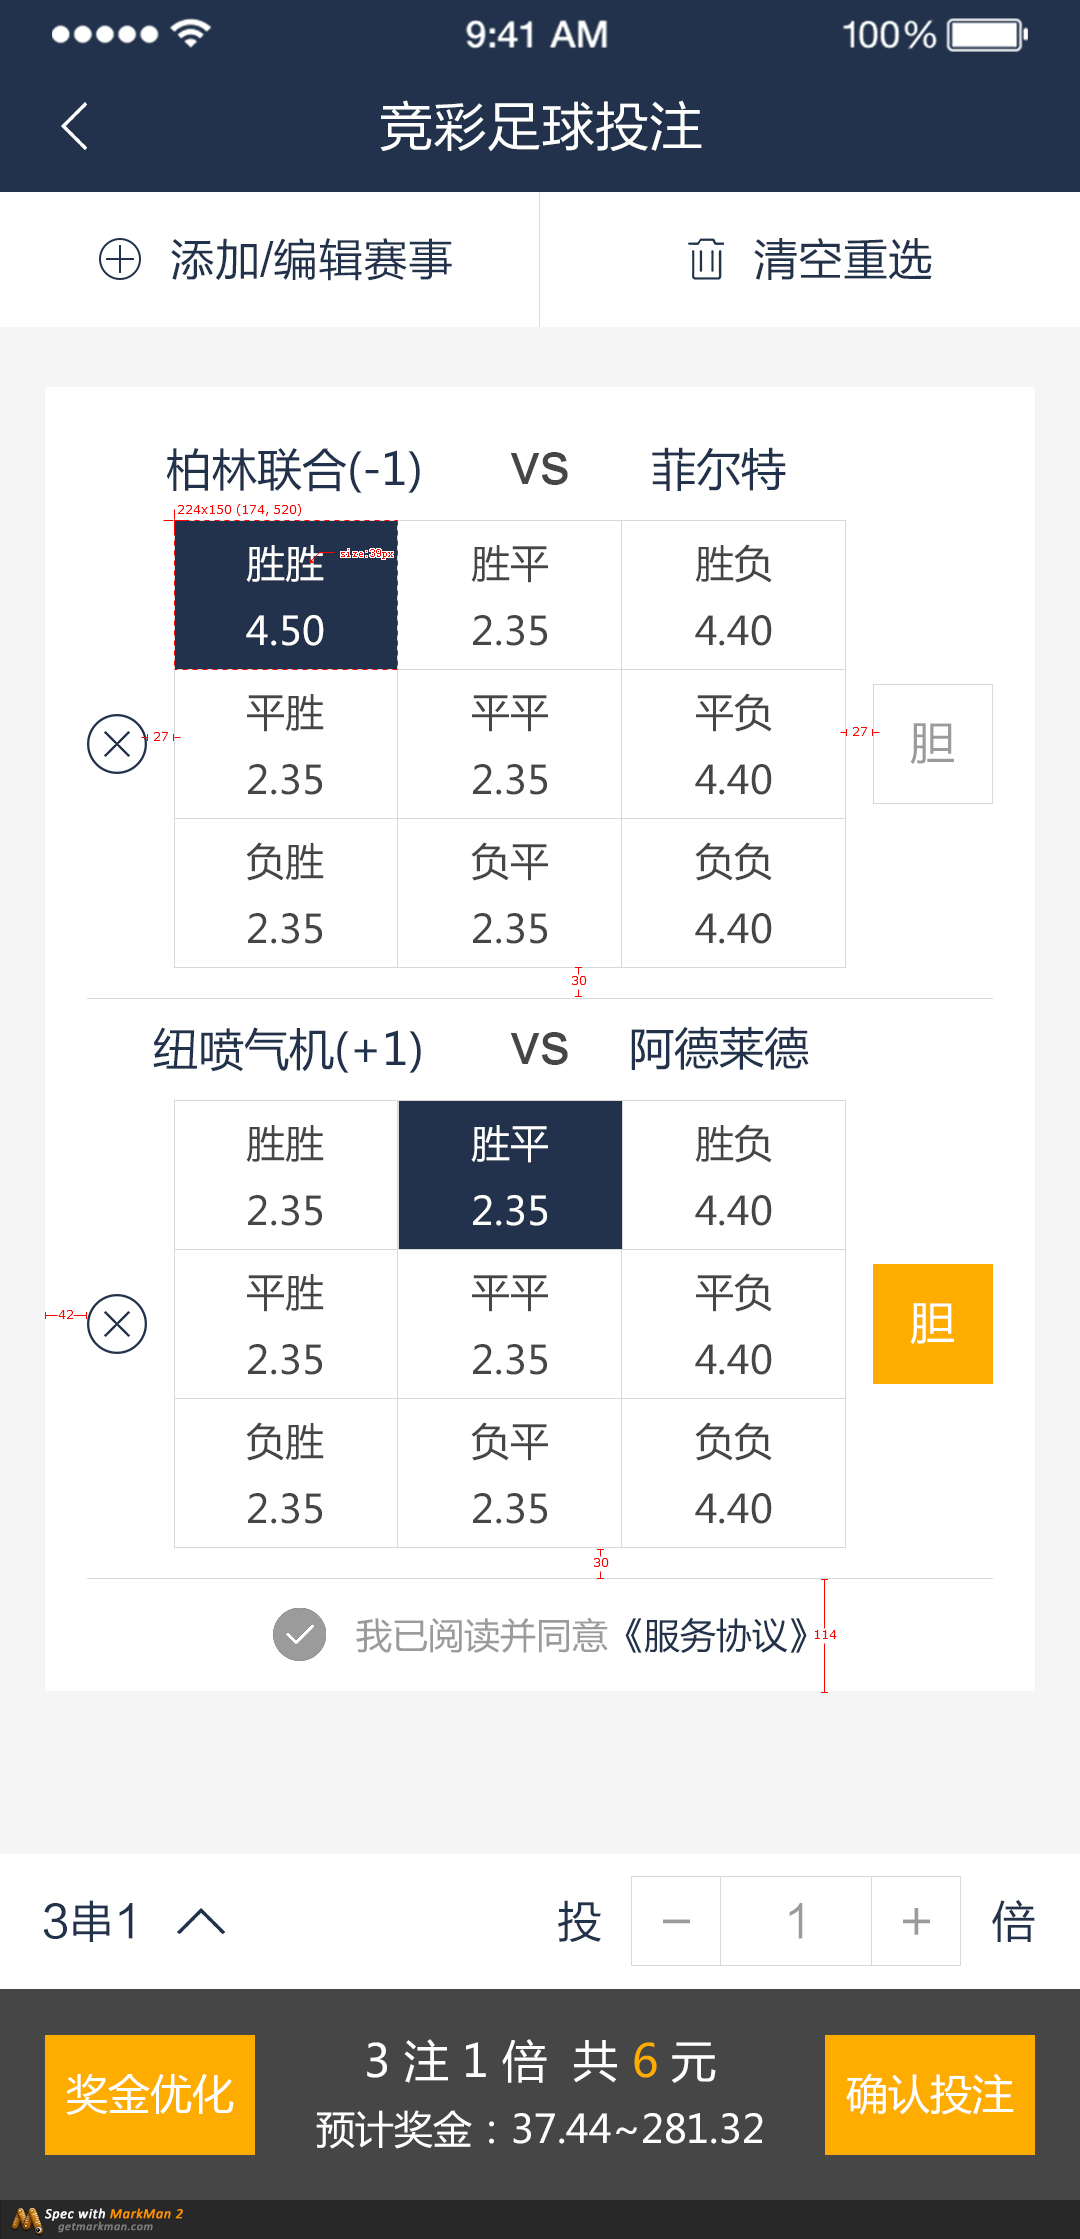 9:41 AM 100%
竞彩足球投注
添加/编辑赛事 清空重选
柏林联合(-1) VS 菲尔特
224x150 (174, 520)
胜胜 size:39px 胜平 胜负
4.50 2.35 4.40
平胜 平平 平负
27 27 胆
2.35 2.35 4.40
负胜 负平 负负
2.35 2.35 4.40
30
纽喷气机(+1) VS 阿德莱德
胜胜 胜平 胜负
2.35 2.35 4.40
平胜 平平 平负
42 胆
2.35 2.35 4.40
负胜 负平 负负
2.35 2.35 4.40
30
我已阅读并同意《服务协议》 114
3串1 投 − 1 + 倍
3 注 1 倍 共 6 元
奖金优化 确认投注
预计奖金：37.44~281.32
Spec with MarkMan 2
getmarkman.com